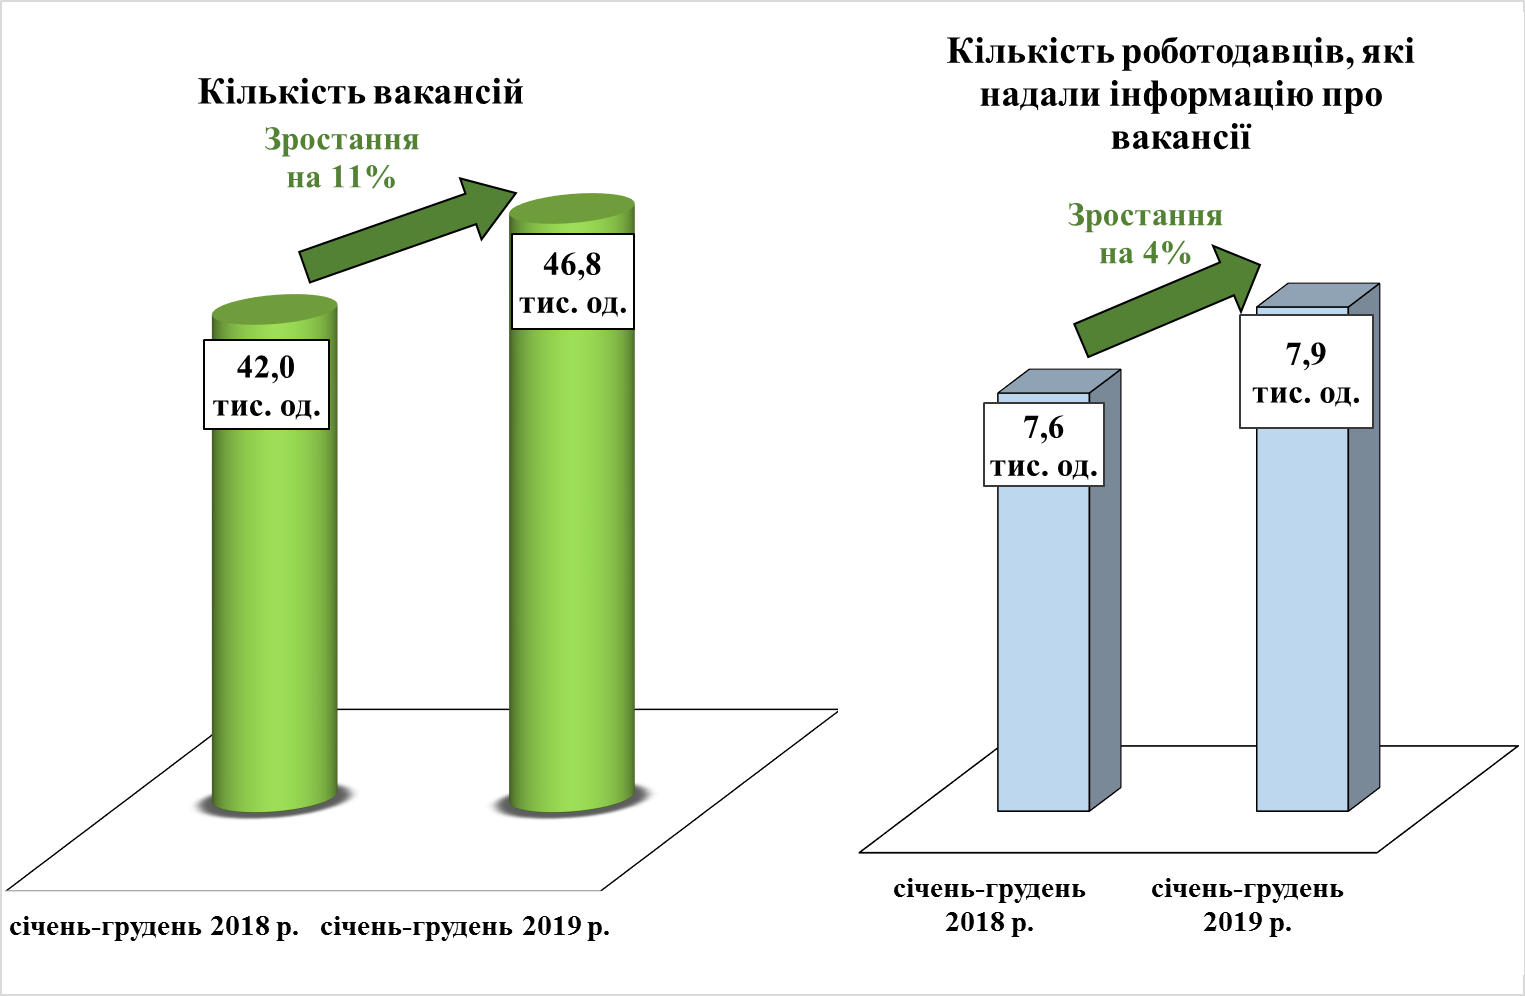 Кількість вакансій
Зростання
на 11%
42,0
тис. од.
46,8
тис. од.
січень-грудень 2018 р.
січень-грудень 2019 р.
Кількість роботодавців, які
надали інформацію про
вакансії
Зростання
на 4%
7,6
тис. од.
7,9
тис. од.
січень-грудень
2018 р.
січень-грудень
2019 р.